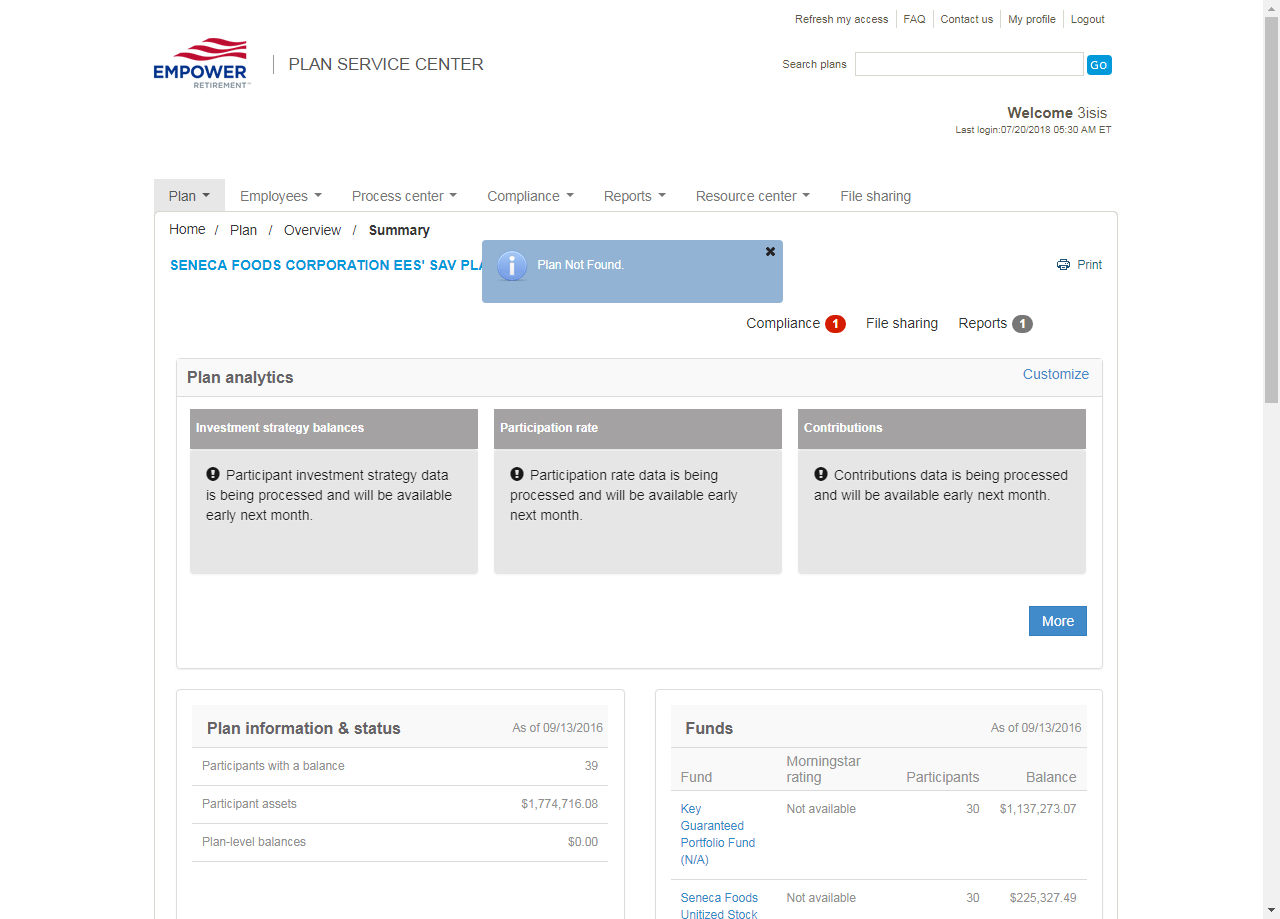 Refresh my access FAQ Contact us My profile Logout
EMPOWER
RETIREMENT™
PLAN SERVICE CENTER
Search plans Go
Welcome 3isis
Last login:07/20/2018 05:30 AM ET
Plan Employees Process center Compliance Reports Resource center File sharing
Home / Plan / Overview / Summary
SENECA FOODS CORPORATION EES' SAV
Plan Not Found.
Print
Compliance 1 File sharing Reports 1
Plan analytics Customize
Investment strategy balances
Participant investment strategy data
is being processed and will be available
early next month.
Participation rate
Participation rate data is being
processed and will be available early
next month.
Contributions
Contributions data is being processed
and will be available early next month.
More
Plan information & status As of 09/13/2016
Participants with a balance 39
Participant assets $1,774,716.08
Plan-level balances $0.00
Funds As of 09/13/2016
Fund Morningstar rating Participants Balance
Key Not available 30 $1,137,273.07
Guaranteed
Portfolio Fund
(N/A)
Seneca Foods Not available 30 $225,327.49
Unitized Stock